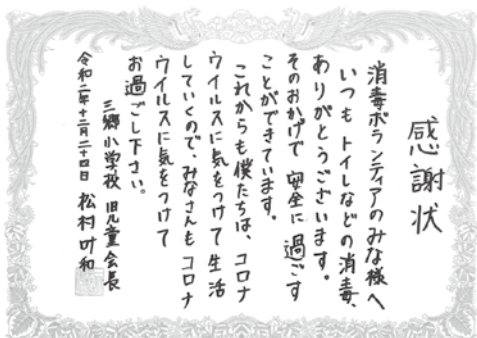 感謝状
消毒ボランティアのみな様へ
いつもトイレなどの消毒、
ありがとうございます。
そのおかげで安全に過ごす
ことができています。
これからも僕たちは、コロナ
ウイルスに気をつけて生活
していくので、みなさんもコロナ
ウイルスに気をつけて
お過ごし下さい。
三郷小学校 児童会長
令和二年十二月二十四日 松村叶和